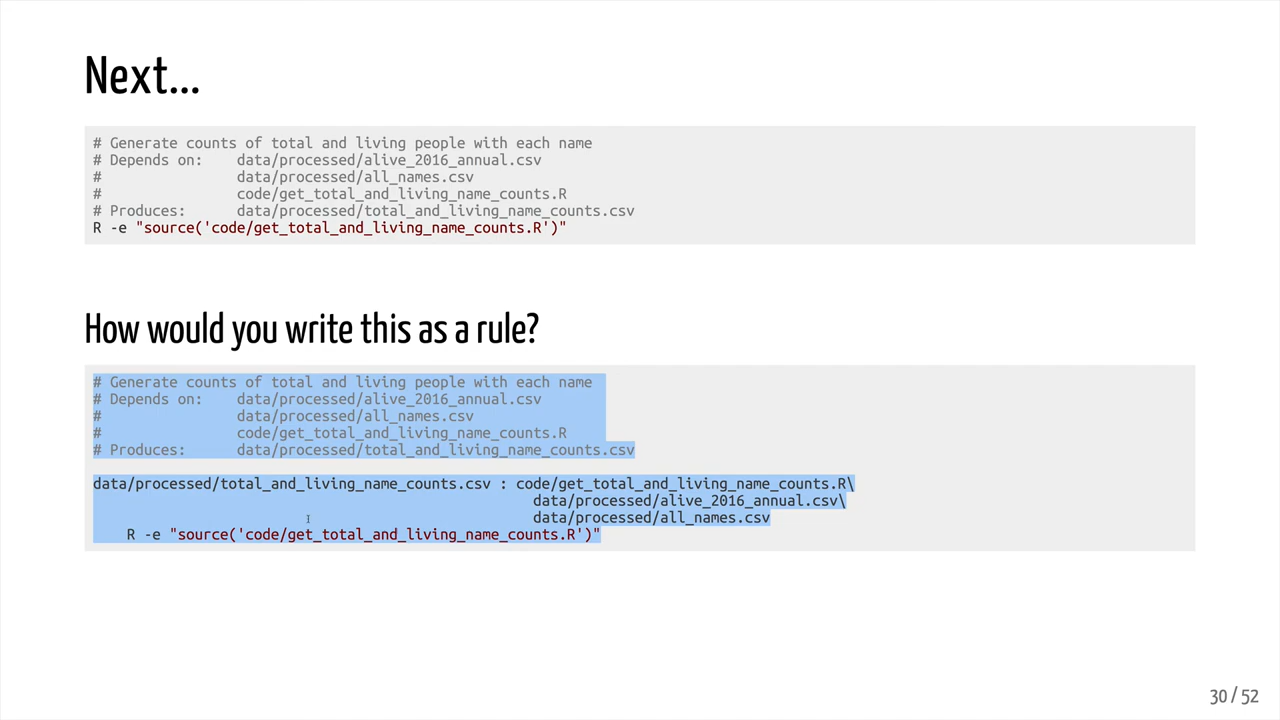 Next...
# Generate counts of total and living people with each name
# Depends on:    data/processed/alive_2016_annual.csv
#                data/processed/all_names.csv
#                code/get_total_and_living_name_counts.R
# Produces:      data/processed/total_and_living_name_counts.csv
R -e "source('code/get_total_and_living_name_counts.R')"
How would you write this as a rule?
# Generate counts of total and living people with each name
# Depends on:    data/processed/alive_2016_annual.csv
#                data/processed/all_names.csv
#                code/get_total_and_living_name_counts.R
# Produces:      data/processed/total_and_living_name_counts.csv
data/processed/total_and_living_name_counts.csv : code/get_total_and_living_name_counts.R\
                                                    data/processed/alive_2016_annual.csv\
                                                    data/processed/all_names.csv
    R -e "source('code/get_total_and_living_name_counts.R')"
30 / 52